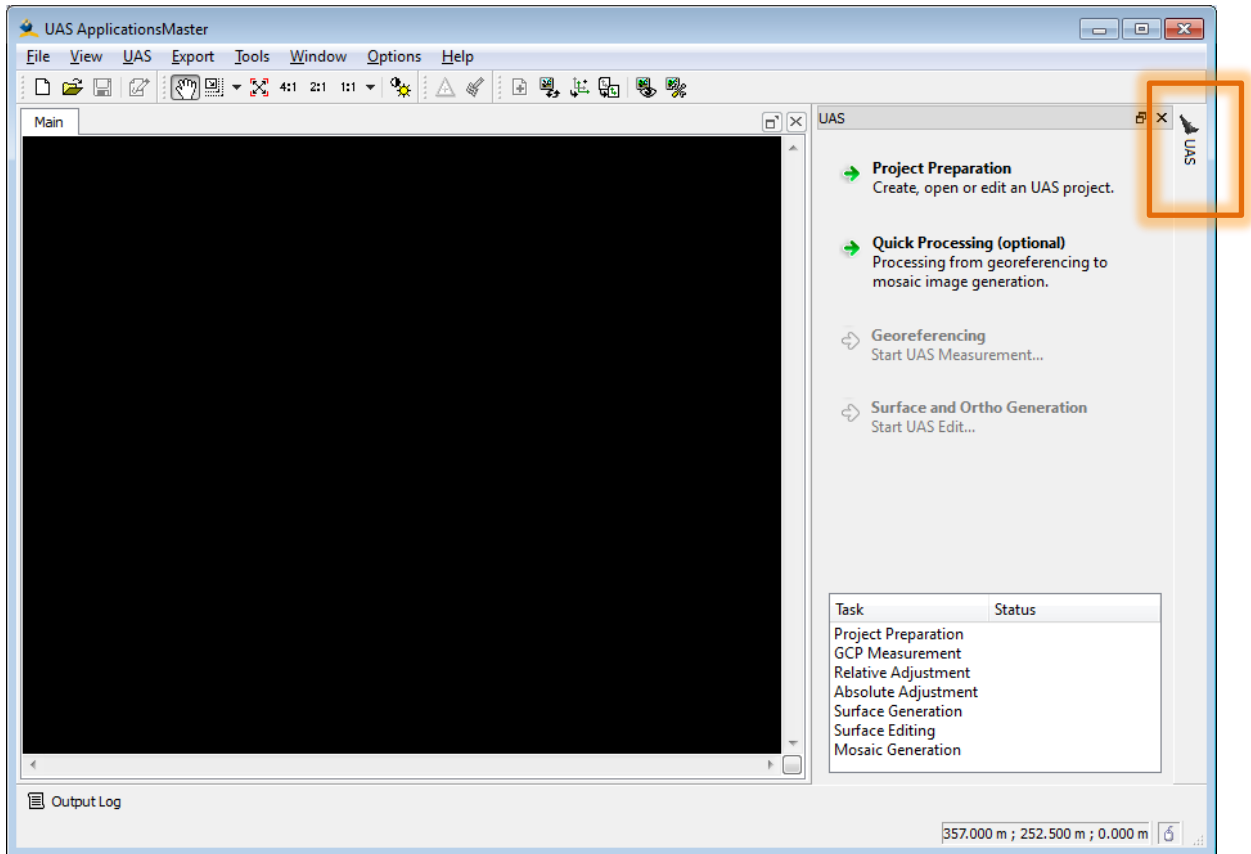 UAS ApplicationsMaster
File View UAS Export Tools Window Options Help
4:1 2:1 1:1
Main
UAS
UAS
Project Preparation
Create, open or edit an UAS project.
Quick Processing (optional)
Processing from georeferencing to
mosaic image generation.
Georeferencing
Start UAS Measurement...
Surface and Ortho Generation
Start UAS Edit...
Task Status
Project Preparation
GCP Measurement
Relative Adjustment
Absolute Adjustment
Surface Generation
Surface Editing
Mosaic Generation
Output Log
357.000 m ; 252.500 m ; 0.000 m